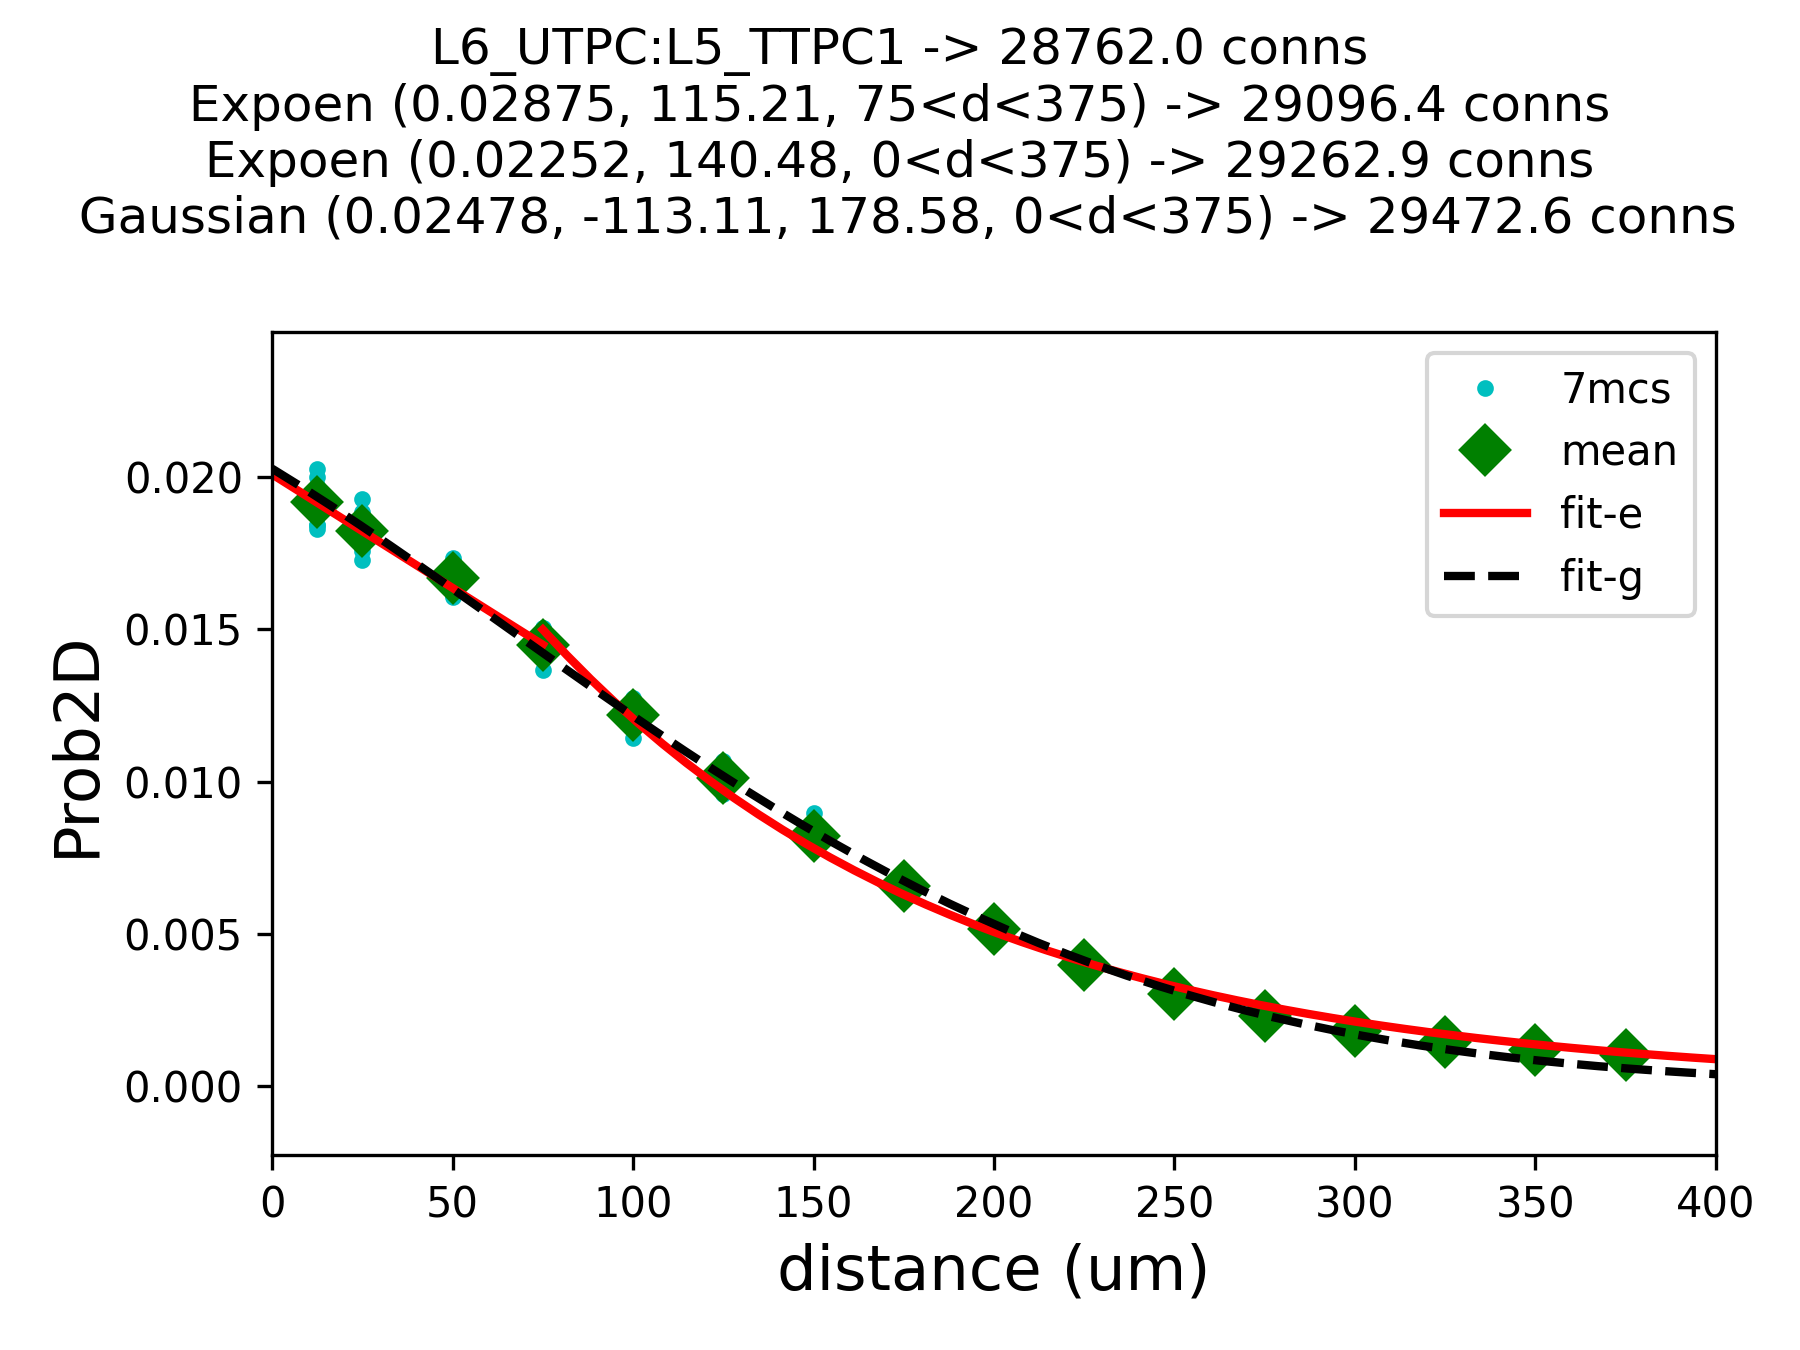 L6_UTPC:L5_TTPC1 -> 28762.0 conns
Expoen (0.02875, 115.21, 75<d<375) -> 29096.4 conns
Expoen (0.02252, 140.48, 0<d<375) -> 29262.9 conns
Gaussian (0.02478, -113.11, 178.58, 0<d<375) -> 29472.6 conns
7mcs
mean
fit-e
fit-g
0.020
0.015
0.010
0.005
0.000
Prob2D
0 50 100 150 200 250 300 350 400
distance (um)